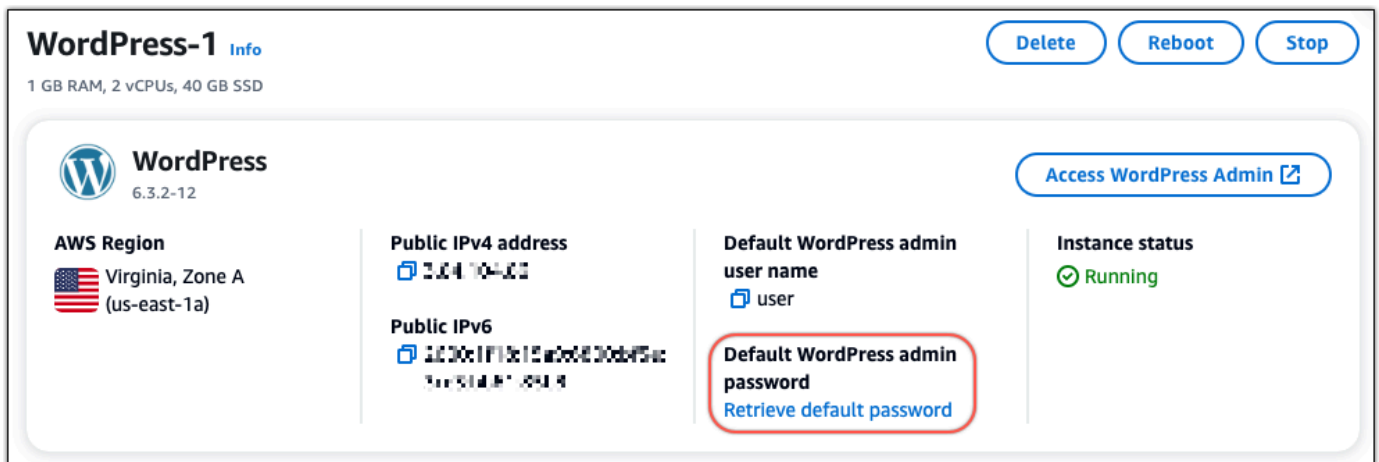 WordPress-1 Info
Delete
Reboot
Stop
1 GB RAM, 2 vCPUs, 40 GB SSD
WordPress
6.3.2-12
Access WordPress Admin
AWS Region
Virginia, Zone A
(us-east-1a)
Public IPv4 address
Public IPv6
Default WordPress admin
user name
user
Default WordPress admin
password
Retrieve default password
Instance status
Running